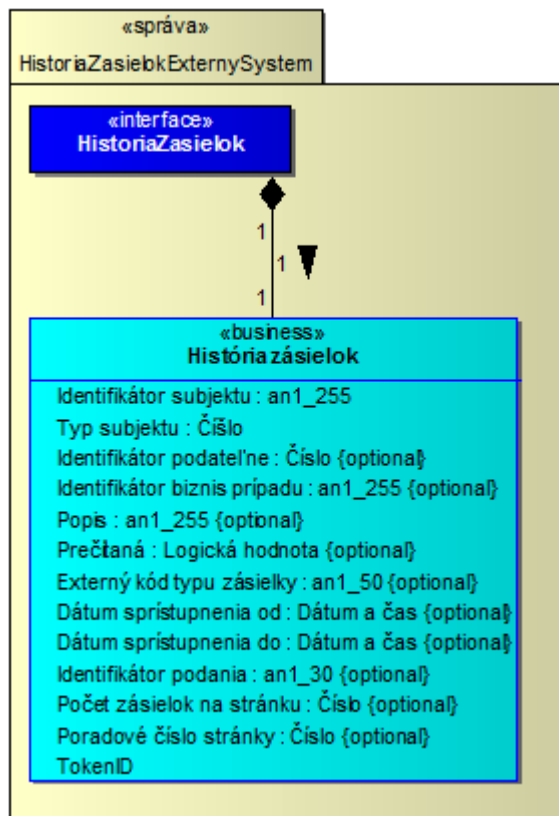 «správa»
HistoriaZasielokExternySystem
«interface»
HistoriaZasielok
1
1
1
«business»
História zásielok
Identifikátor subjektu : an1_255
Typ subjektu : Číšlo
Identifikátor podateľne : Číslo {optional}
Identifikátor biznis prípadu : an1_255 {optional}
Popis : an1_255 {optional}
Prečítaná : Logická hodnota {optional}
Externý kód typu zásielky : an1_50 {optional}
Dátum sprístupnenia od : Dátum a čas {optional}
Dátum sprístupnenia do : Dátum a čas {optional}
Identifikátor podania : an1_30 {optional}
Počet zásielok na stránku : Číslo {optional}
Poradové číslo stránky : Číslo {optional}
TokenID